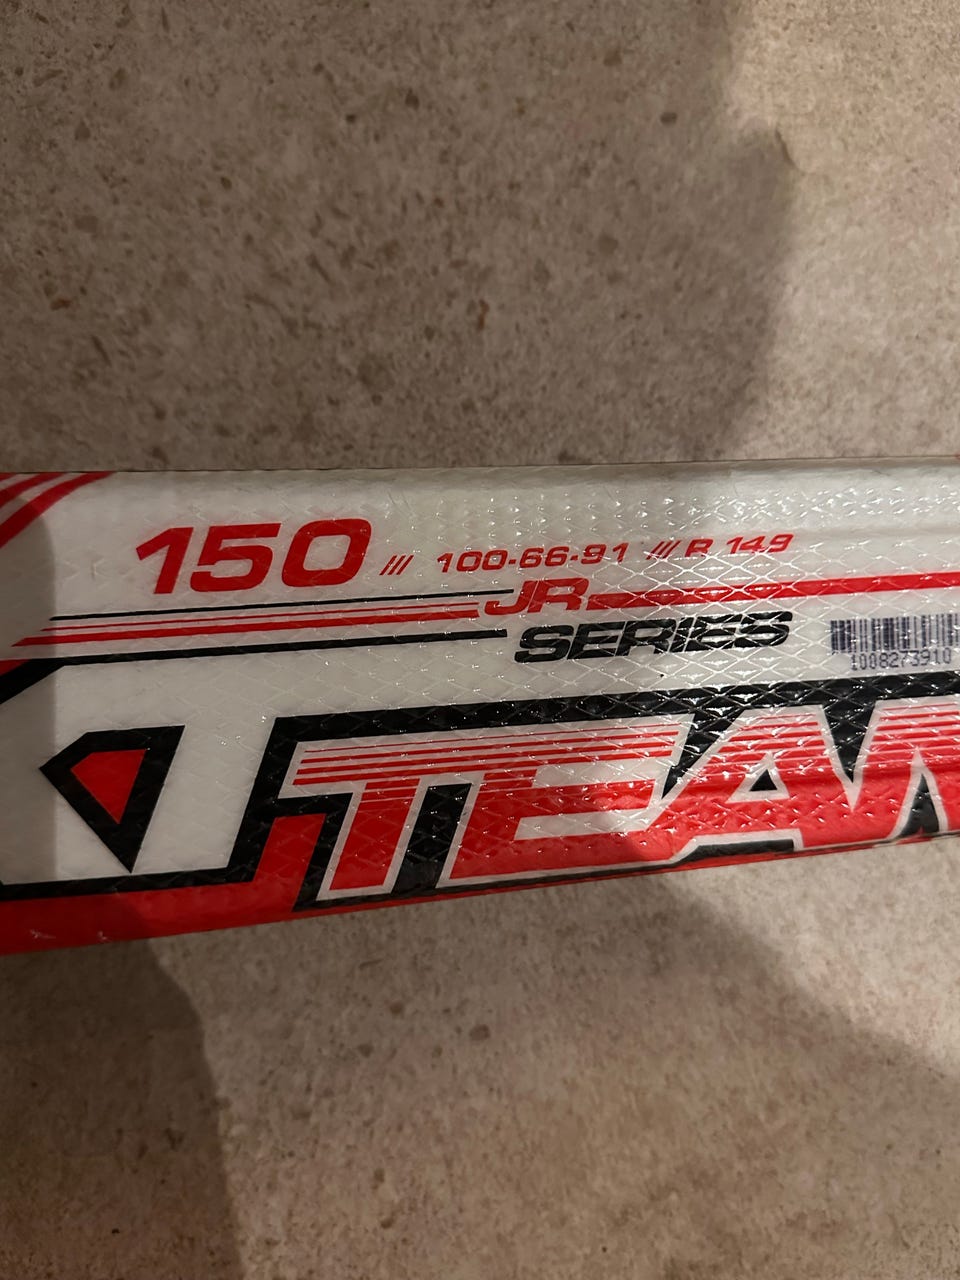 150 /// 100-66-91 /// R 149
JR
SERIES
1008273910
TEAM